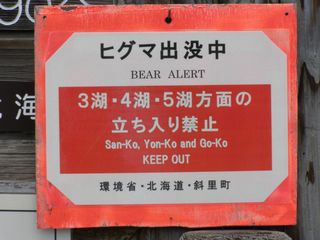 ヒグマ出没中
BEAR ALERT
3湖・4湖・5湖方面の
立ち入り禁止
San-Ko, Yon-Ko and Go-Ko
KEEP OUT
環境省・北海道・斜里町
北海